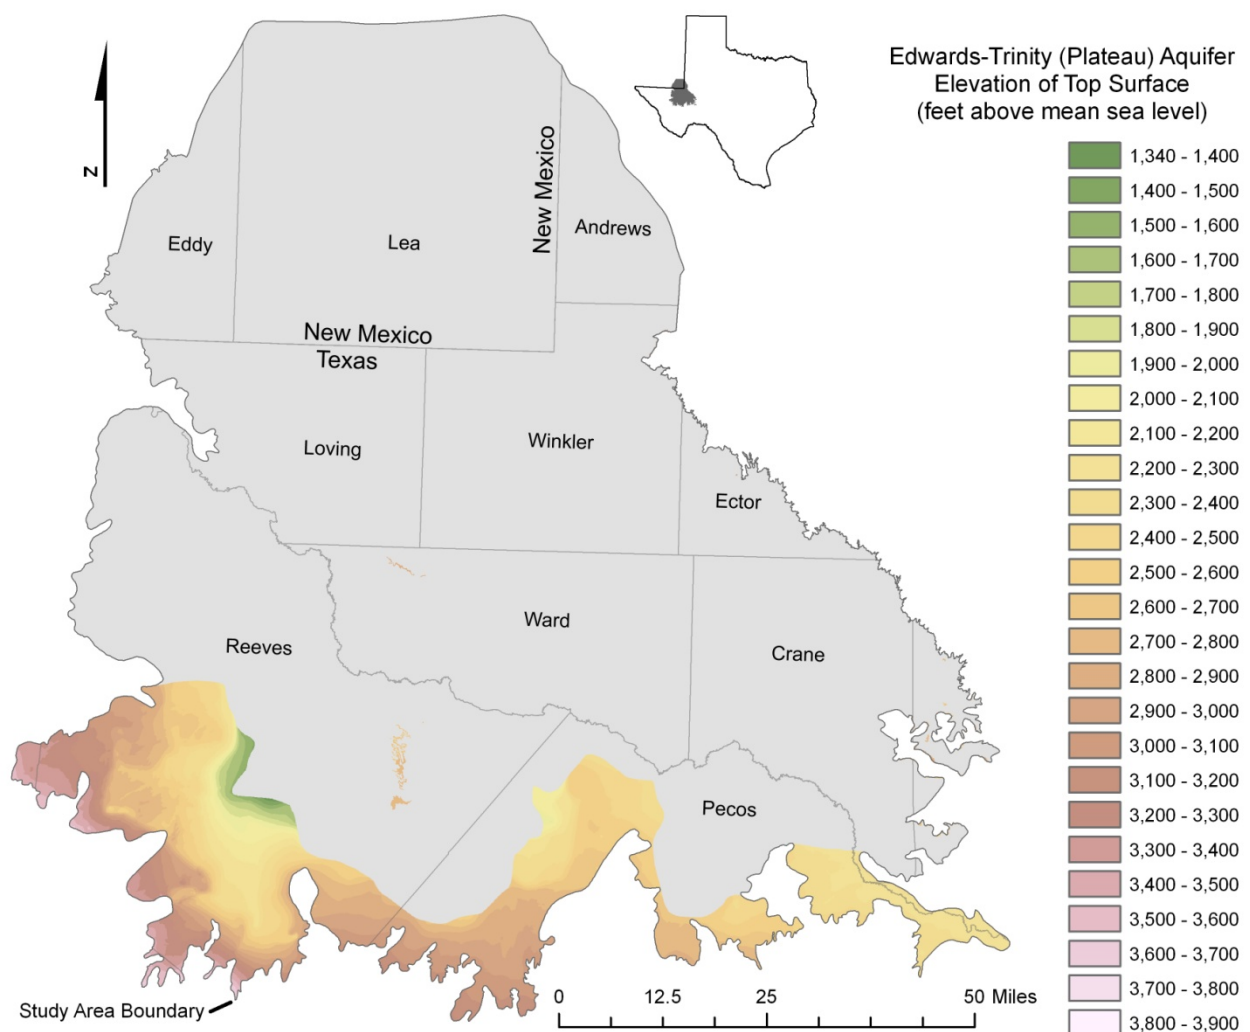 Edwards-Trinity (Plateau) Aquifer
Elevation of Top Surface
(feet above mean sea level)
1,340 - 1,400
1,400 - 1,500
1,500 - 1,600
1,600 - 1,700
1,700 - 1,800
1,800 - 1,900
1,900 - 2,000
2,000 - 2,100
2,100 - 2,200
2,200 - 2,300
2,300 - 2,400
2,400 - 2,500
2,500 - 2,600
2,600 - 2,700
2,700 - 2,800
2,800 - 2,900
2,900 - 3,000
3,000 - 3,100
3,100 - 3,200
3,200 - 3,300
3,300 - 3,400
3,400 - 3,500
3,500 - 3,600
3,600 - 3,700
3,700 - 3,800
3,800 - 3,900
N
New Mexico
Andrews
Eddy
Lea
New Mexico
Texas
Loving
Winkler
Ector
Ward
Reeves
Crane
Pecos
Study Area Boundary
0 12.5 25 50 Miles